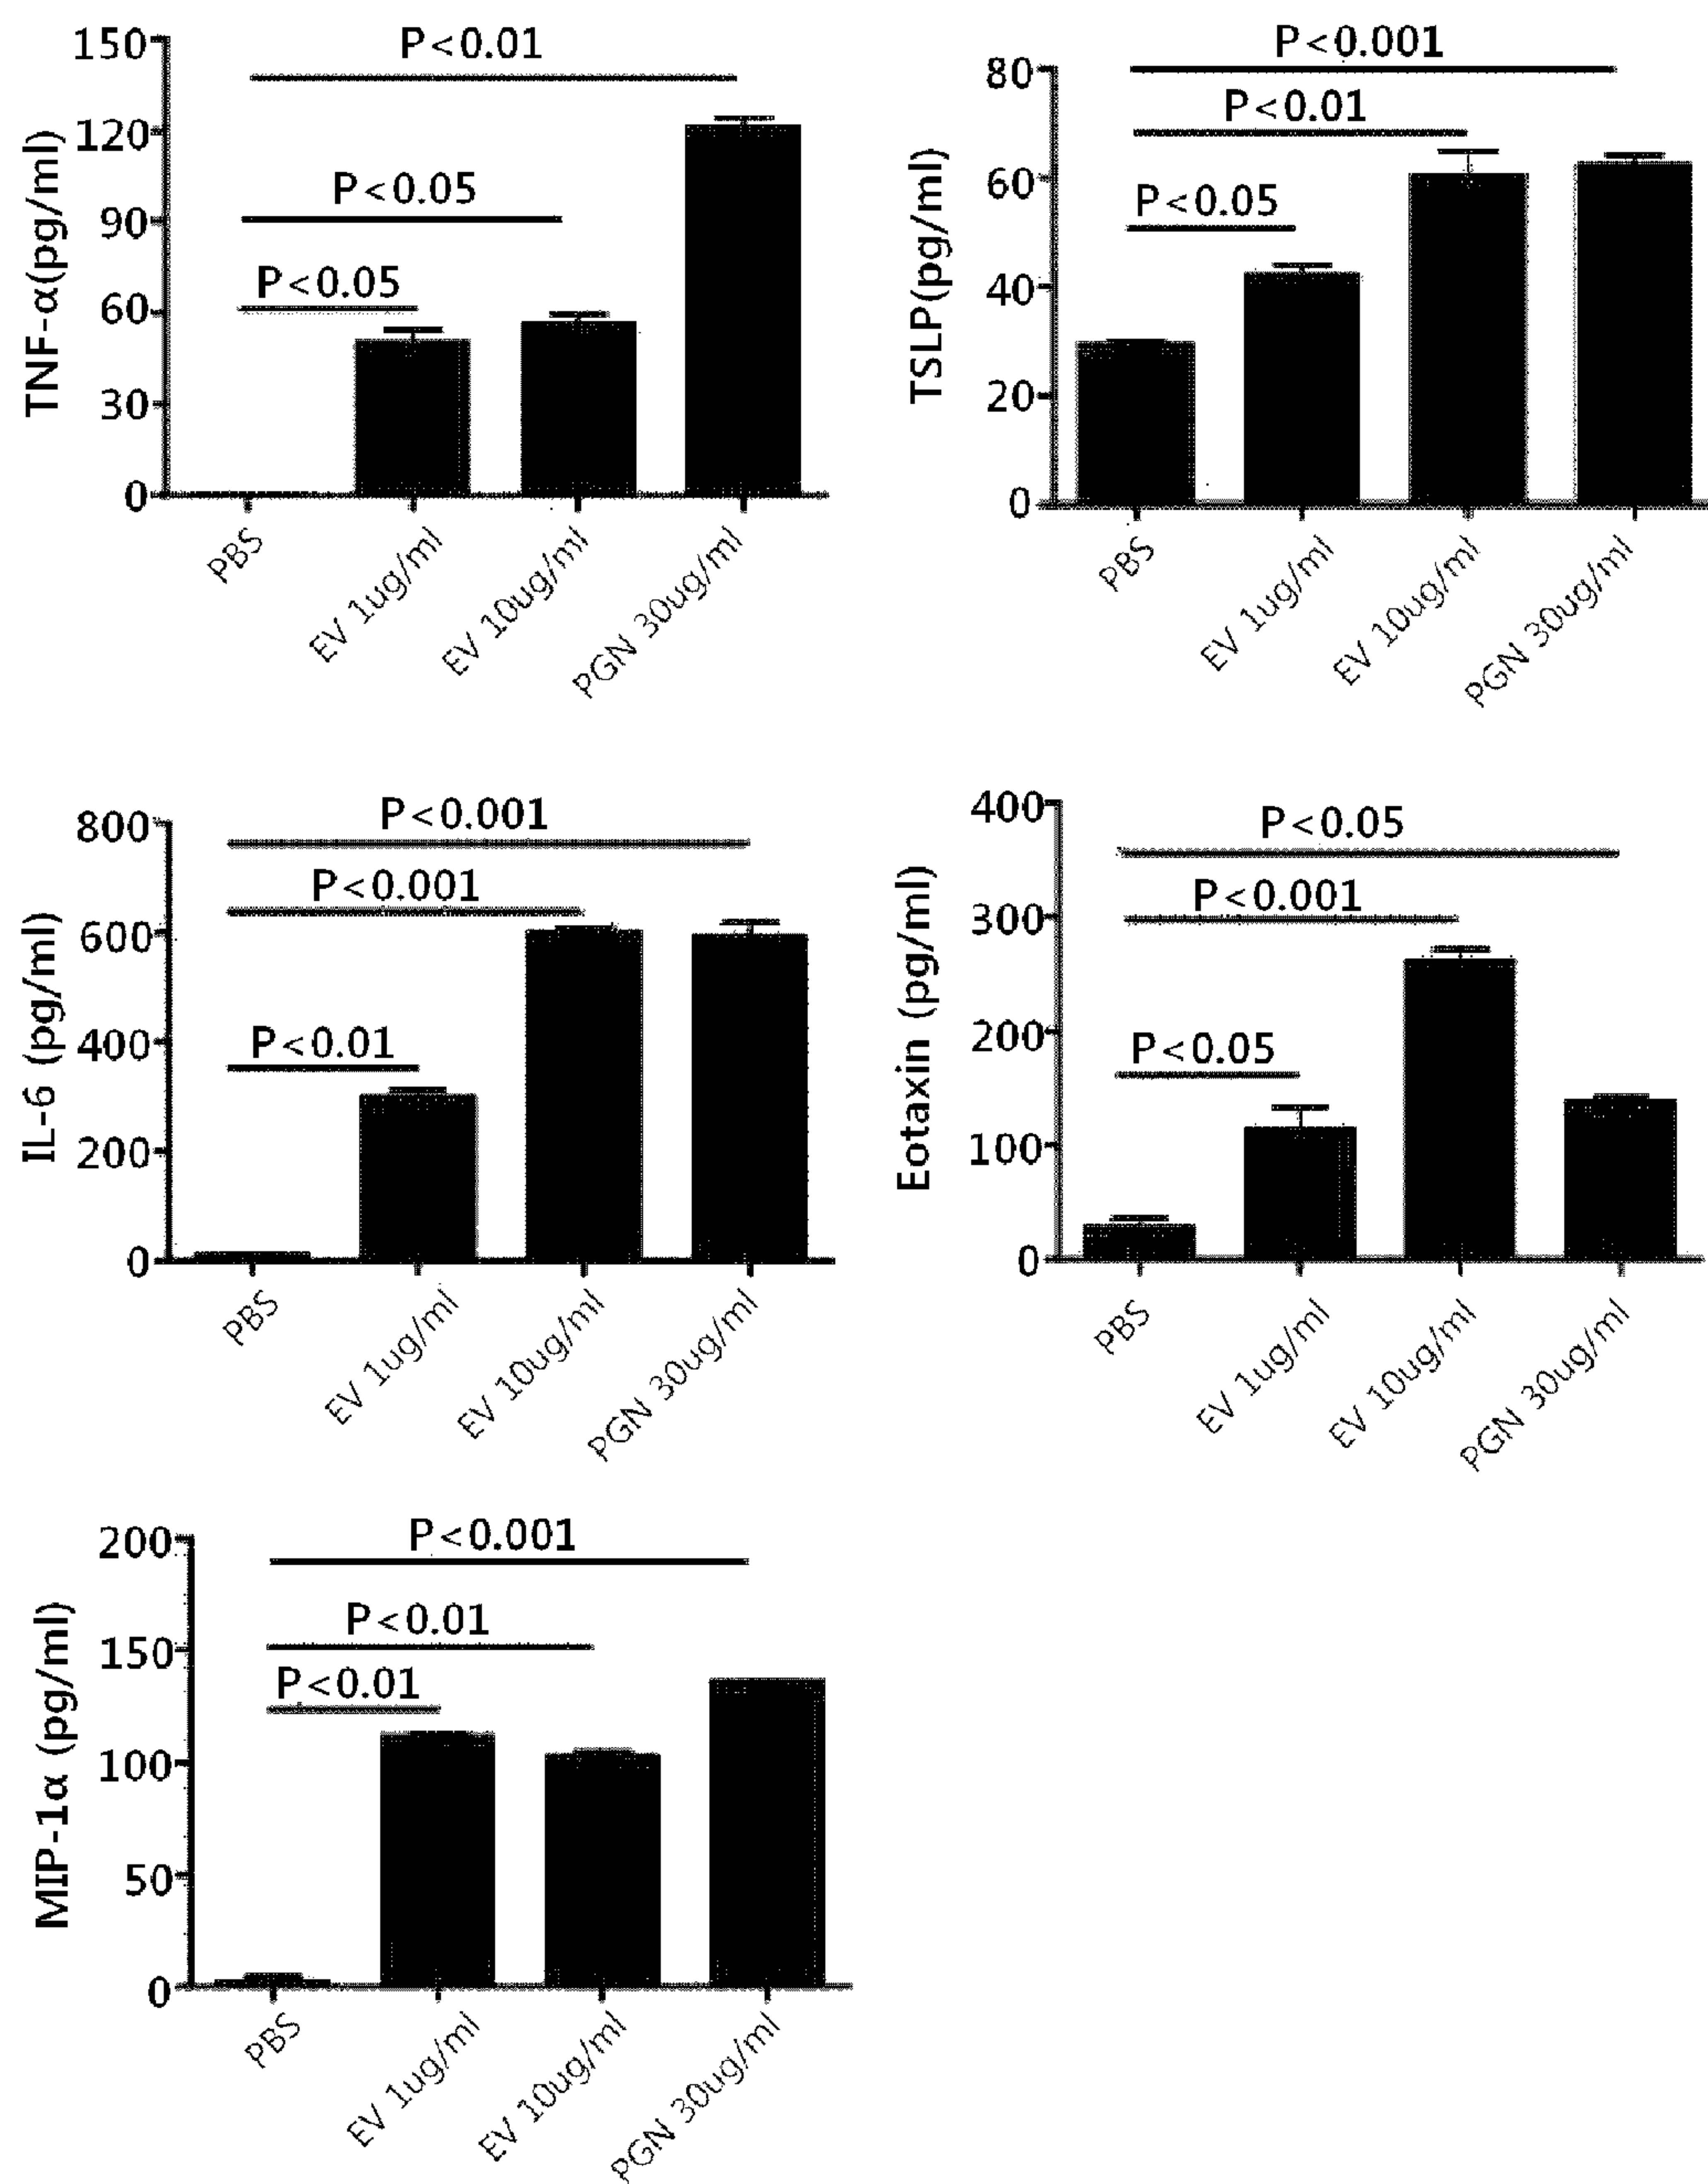 150
120
90
60
30
0
TNF-α(pg/ml)
P<0.01
P<0.05
P<0.05
PBS
EV 1ug/ml
EV 10ug/ml
PGN 30ug/ml
80
60
40
20
0
TSLP(pg/ml)
P<0.001
P<0.01
P<0.05
PBS
EV 1ug/ml
EV 10ug/ml
PGN 30ug/ml
800
600
400
200
0
IL-6 (pg/ml)
P<0.001
P<0.001
P<0.01
PBS
EV 1ug/ml
EV 10ug/ml
PGN 30ug/ml
400
300
200
100
0
Eotaxin (pg/ml)
P<0.05
P<0.001
P<0.05
PBS
EV 1ug/ml
EV 10ug/ml
PGN 30ug/ml
200
150
100
50
0
MIP-1α (pg/ml)
P<0.001
P<0.01
P<0.01
PBS
EV 1ug/ml
EV 10ug/ml
PGN 30ug/ml